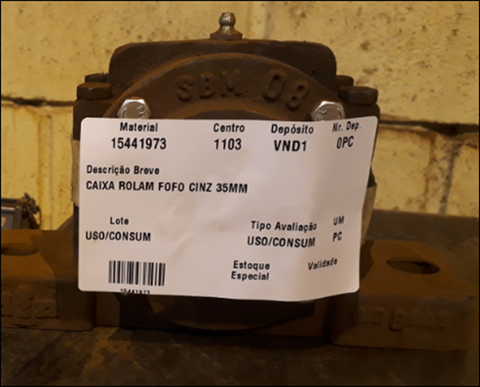 SBM 08
Material Centro Depósito Nr. Dep.
15441973 1103 VND1 0PC
Descrição Breve
CAIXA ROLAM FOFO CINZ 35MM
Lote Tipo Avaliação UM
USO/CONSUM USO/CONSUM PC
Estoque Validade
Especial
15441973